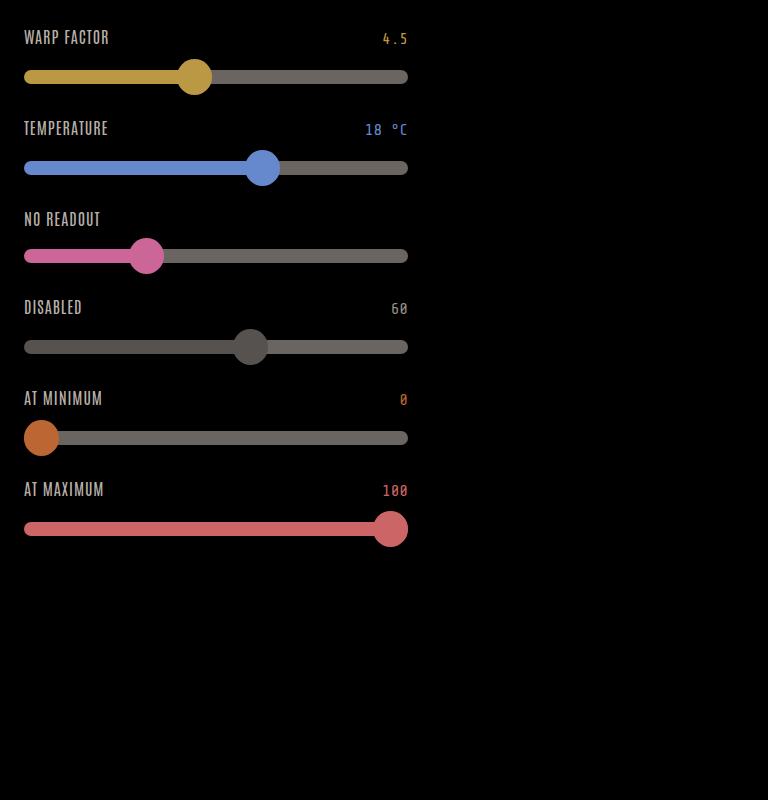 WARP FACTOR 4.5
TEMPERATURE 18 °C
NO READOUT
DISABLED 60
AT MINIMUM 0
AT MAXIMUM 100